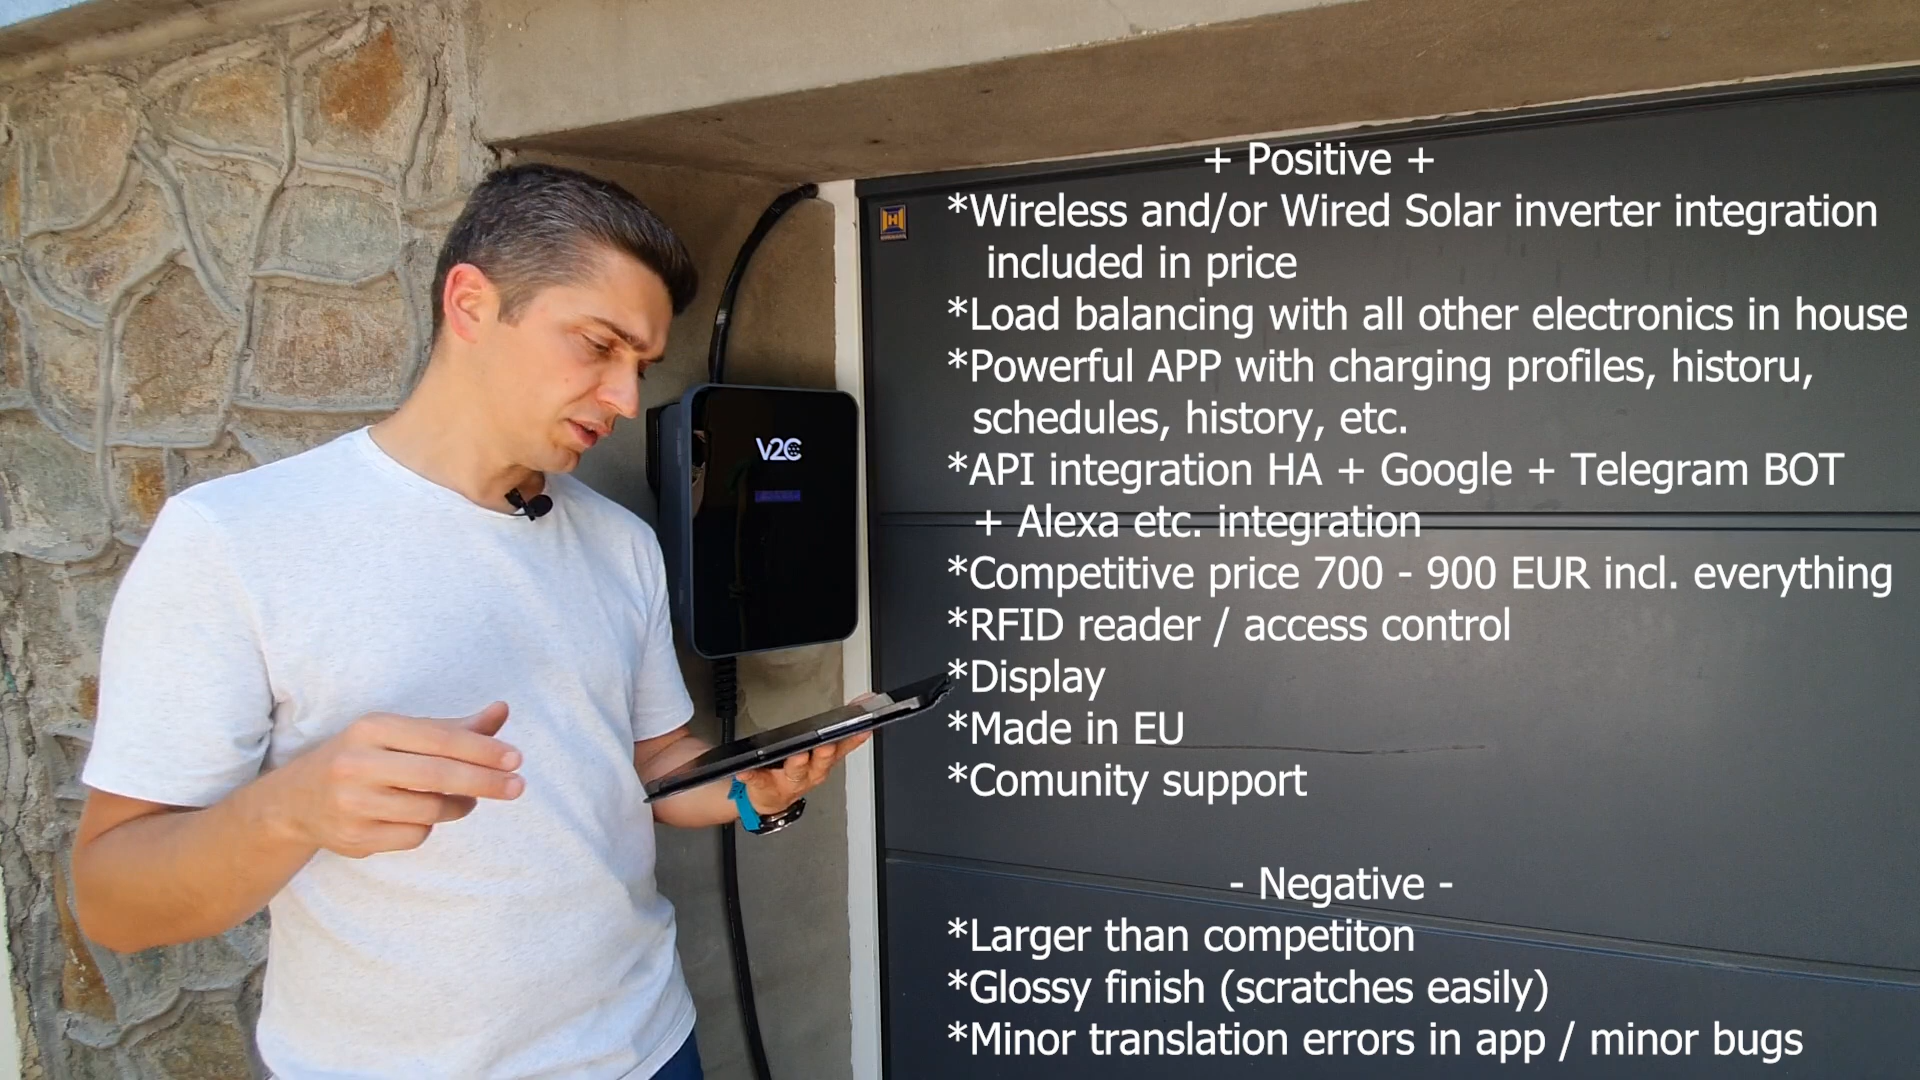 V2C
+ Positive +
*Wireless and/or Wired Solar inverter integration
included in price
*Load balancing with all other electronics in house
*Powerful APP with charging profiles, historu,
schedules, history, etc.
*API integration HA + Google + Telegram BOT
+ Alexa etc. integration
*Competitive price 700 - 900 EUR incl. everything
*RFID reader / access control
*Display
*Made in EU
*Comunity support
- Negative -
*Larger than competiton
*Glossy finish (scratches easily)
*Minor translation errors in app / minor bugs